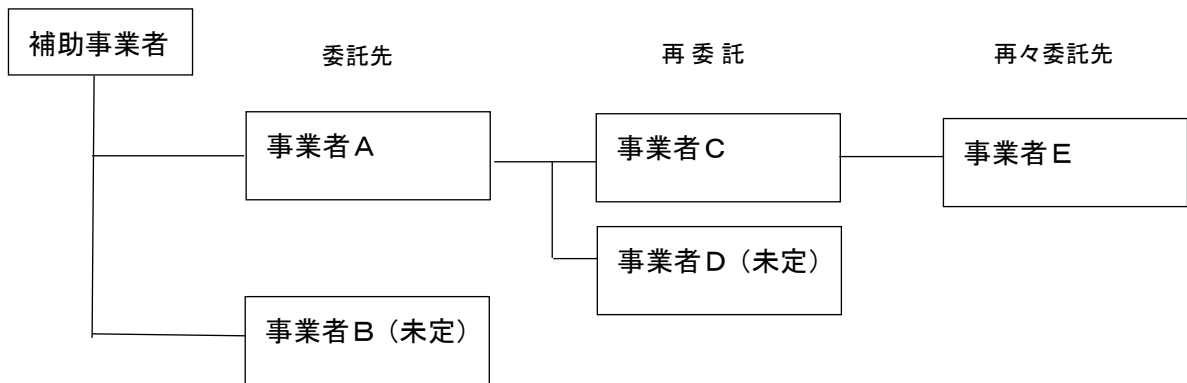 補助事業者
委託先
再 委 託
再々委託先
事業者A
事業者C
事業者E
事業者D（未定）
事業者B（未定）